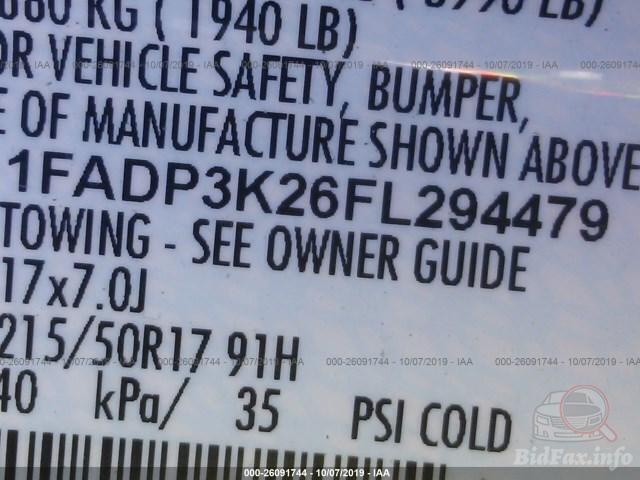 880 KG ( 1940 LB)
OR VEHICLE SAFETY, BUMPER,
OF MANUFACTURE SHOWN ABOVE
1FADP3K26FL294479
TOWING - SEE OWNER GUIDE
17x7.0J
215/50R17 91H
40 kPa/ 35 PSI COLD
000-26091744 - 10/07/2019 - IAA
BidFax.info